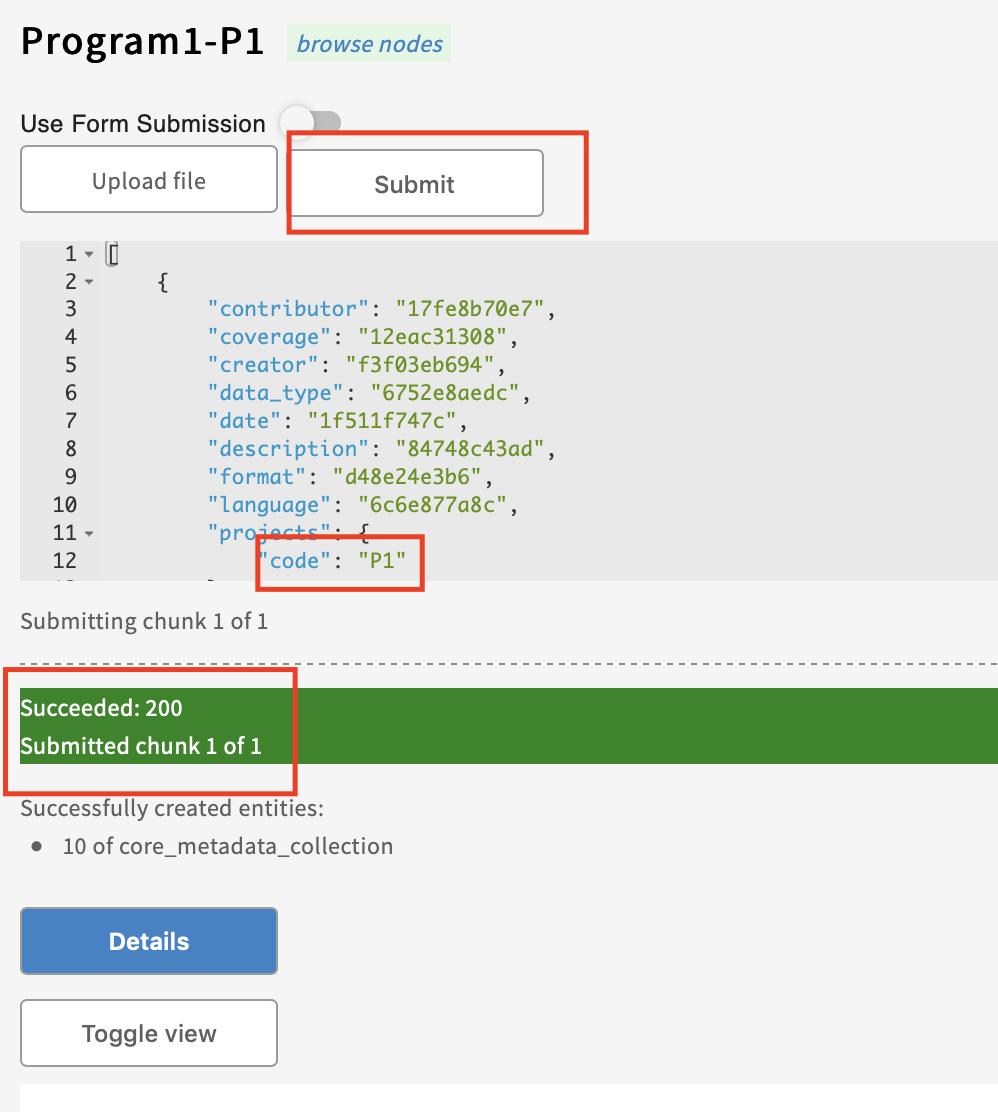 Program1-P1 browse nodes
Use Form Submission
Upload file Submit
1 [
2 {
3 "contributor": "17fe8b70e7",
4 "coverage": "12eac31308",
5 "creator": "f3f03eb694",
6 "data_type": "6752e8aedc",
7 "date": "1f511f747c",
8 "description": "84748c43ad",
9 "format": "d48e24e3b6",
10 "language": "6c6e877a8c",
11 "projects": {
12 "code": "P1"
Submitting chunk 1 of 1
Succeeded: 200
Submitted chunk 1 of 1
Successfully created entities:
• 10 of core_metadata_collection
Details
Toggle view